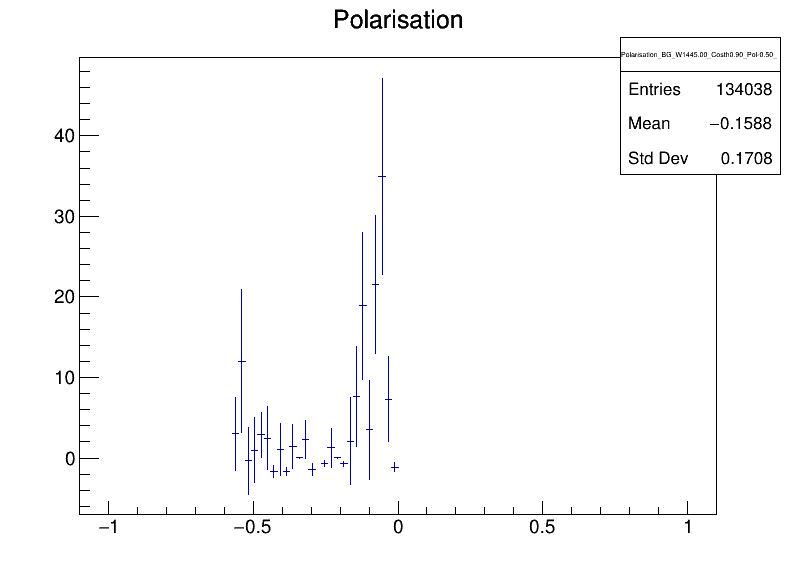 Polarisation
Polarisation_BG_W1445.00_Costh0.90_Pol-0.50_
Entries 134038
Mean −0.1588
Std Dev 0.1708
40
30
20
10
0
−1 −0.5 0 0.5 1